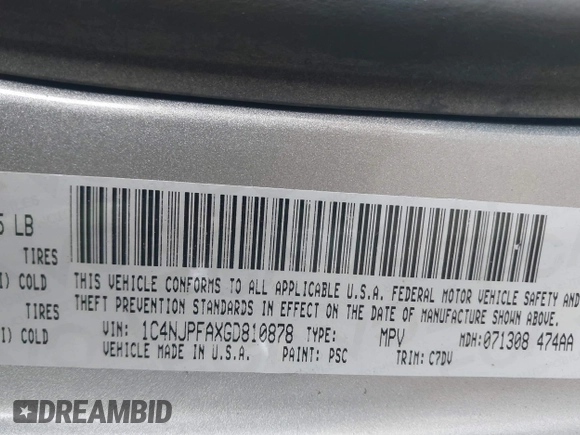 5 LB
TIRES
I) COLD
TIRES
I) COLD
THIS VEHICLE CONFORMS TO ALL APPLICABLE U.S.A. FEDERAL MOTOR VEHICLE SAFETY AND
THEFT PREVENTION STANDARDS IN EFFECT ON THE DATE OF MANUFACTURE SHOWN ABOVE.
VIN: 1C4NJPFAXGD810878 TYPE: MPV MDH: 071308 474AA
VEHICLE MADE IN U.S.A. PAINT: PSC TRIM: C7DV
DREAMBID